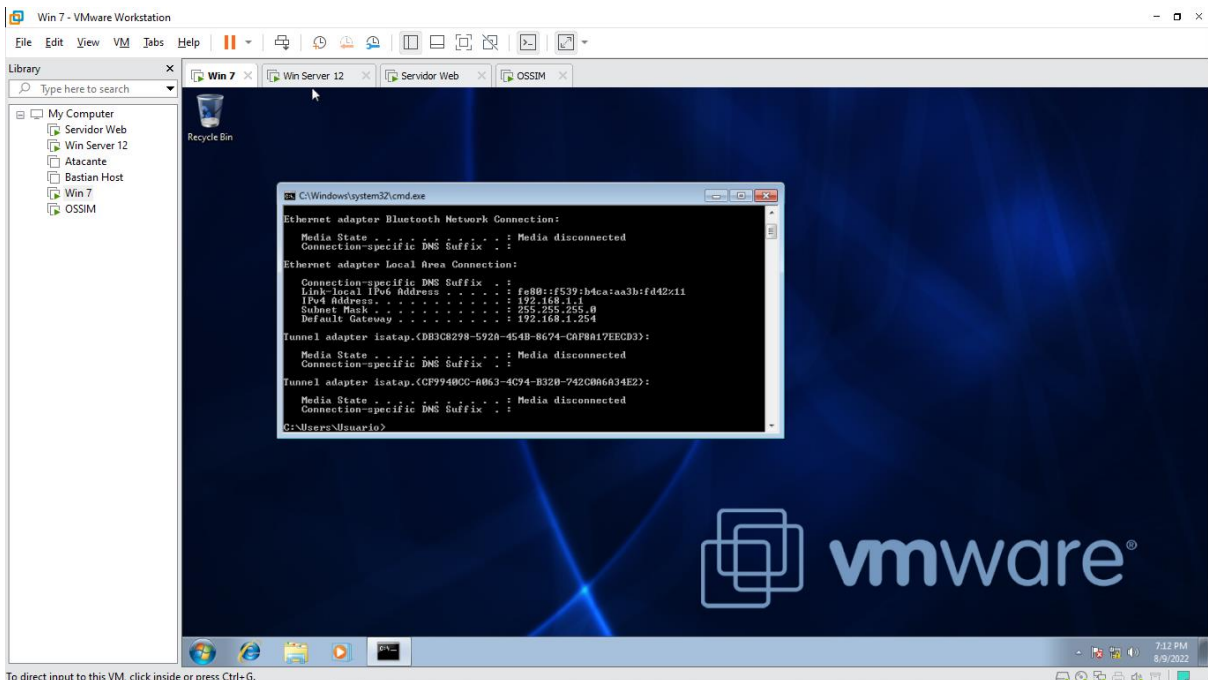 Win 7 - VMware Workstation
File Edit View VM Tabs Help
Library
Type here to search
My Computer
Servidor Web
Win Server 12
Atacante
Bastian Host
Win 7
OSSIM
Win 7 Win Server 12 Servidor Web OSSIM
Recycle Bin
C:\Windows\system32\cmd.exe
Ethernet adapter Bluetooth Network Connection:
Media State . . . . . . . . . . . : Media disconnected
Connection-specific DNS Suffix . :
Ethernet adapter Local Area Connection:
Connection-specific DNS Suffix . :
Link-local IPv6 Address . . . . . : fe80::f539:b4ca:aa3b:fd42%11
IPv4 Address. . . . . . . . . . . : 192.168.1.1
Subnet Mask . . . . . . . . . . . : 255.255.255.0
Default Gateway . . . . . . . . . : 192.168.1.254
Tunnel adapter isatap.{DB3C8298-592A-454B-8674-CAF8A17EECD3}:
Media State . . . . . . . . . . . : Media disconnected
Connection-specific DNS Suffix . :
Tunnel adapter isatap.{CF9940CC-A063-4C94-B320-742C0A6A34E2}:
Media State . . . . . . . . . . . : Media disconnected
Connection-specific DNS Suffix . :
C:\Users\Usuario>
vmware®
7:12 PM
8/9/2022
To direct input to this VM, click inside or press Ctrl+G.